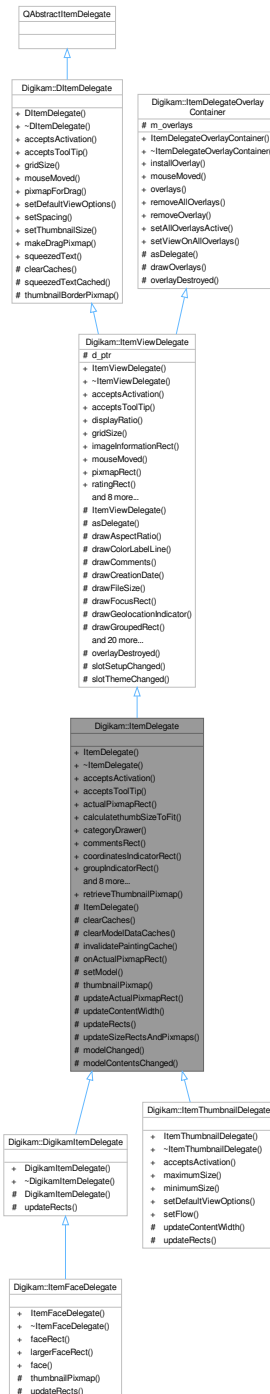 QAbstractItemDelegate
Digikam::DItemDelegate
+ DItemDelegate()
+ ~DItemDelegate()
+ acceptsActivation()
+ acceptsToolTip()
+ gridSize()
+ mouseMoved()
+ pixmapForDrag()
+ setDefaultViewOptions()
+ setSpacing()
+ setThumbnailSize()
+ makeDragPixmap()
+ squeezedText()
# clearCaches()
# squeezedTextCached()
# thumbnailBorderPixmap()
Digikam::ItemDelegateOverlay
Container
# m_overlays
+ ItemDelegateOverlayContainer()
+ ~ItemDelegateOverlayContainer()
+ installOverlay()
+ mouseMoved()
+ overlays()
+ removeAllOverlays()
+ removeOverlay()
+ setAllOverlaysActive()
+ setViewOnAllOverlays()
# asDelegate()
# drawOverlays()
# overlayDestroyed()
Digikam::ItemViewDelegate
# d_ptr
+ ItemViewDelegate()
+ ~ItemViewDelegate()
+ acceptsActivation()
+ acceptsToolTip()
+ displayRatio()
+ gridSize()
+ imageInformationRect()
+ mouseMoved()
+ pixmapRect()
+ ratingRect()
and 8 more...
# ItemViewDelegate()
# asDelegate()
# drawAspectRatio()
# drawColorLabelLine()
# drawComments()
# drawCreationDate()
# drawFileSize()
# drawFocusRect()
# drawGeolocationIndicator()
# drawGroupedRect()
and 20 more...
# overlayDestroyed()
# slotSetupChanged()
# slotThemeChanged()
Digikam::ItemDelegate
+ ItemDelegate()
+ ~ItemDelegate()
+ acceptsActivation()
+ acceptsToolTip()
+ actualPixmapRect()
+ calculatethumbSizeToFit()
+ categoryDrawer()
+ commentsRect()
+ coordinatesIndicatorRect()
+ groupIndicatorRect()
and 8 more...
+ retrieveThumbnailPixmap()
# ItemDelegate()
# clearCaches()
# clearModelDataCaches()
# invalidatePaintingCache()
# onActualPixmapRect()
# setModel()
# thumbnailPixmap()
# updateActualPixmapRect()
# updateContentWidth()
# updateRects()
# updateSizeRectsAndPixmaps()
# modelChanged()
# modelContentsChanged()
Digikam::DigikamItemDelegate
+ DigikamItemDelegate()
+ ~DigikamItemDelegate()
# DigikamItemDelegate()
# updateRects()
Digikam::ItemThumbnailDelegate
+ ItemThumbnailDelegate()
+ ~ItemThumbnailDelegate()
+ acceptsActivation()
+ maximumSize()
+ minimumSize()
+ setDefaultViewOptions()
+ setFlow()
# updateContentWidth()
# updateRects()
Digikam::ItemFaceDelegate
+ ItemFaceDelegate()
+ ~ItemFaceDelegate()
+ faceRect()
+ largerFaceRect()
+ face()
# thumbnailPixmap()
# updateRects()